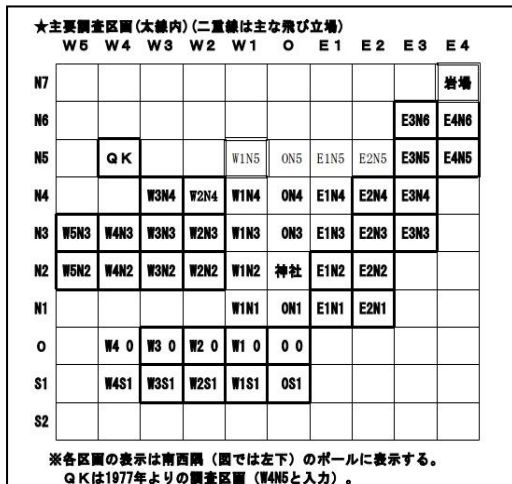 ★主要調査区画(太線内)(二重線は主な飛び立場)
W5 W4 W3 W2 W1 O E1 E2 E3 E4
N7 岩場
N6 E3N6 E4N6
N5 QK W1N5 0N5 E1N5 E2N5 E3N5 E4N5
N4 W3N4 W2N4 W1N4 0N4 E1N4 E2N4 E3N4
N3 W5N3 W4N3 W3N3 W2N3 W1N3 0N3 E1N3 E2N3 E3N3
N2 W5N2 W4N2 W3N2 W2N2 W1N2 神社 E1N2 E2N2
N1 W1N1 0N1 E1N1 E2N1
O W4 0 W3 0 W2 0 W1 0 0 0
S1 W4S1 W3S1 W2S1 W1S1 0S1
S2
※各区画の表示は南西隅(図では左下)のポールに表示する。
QKは1977年よりの調査区画(W4N5と入力)。